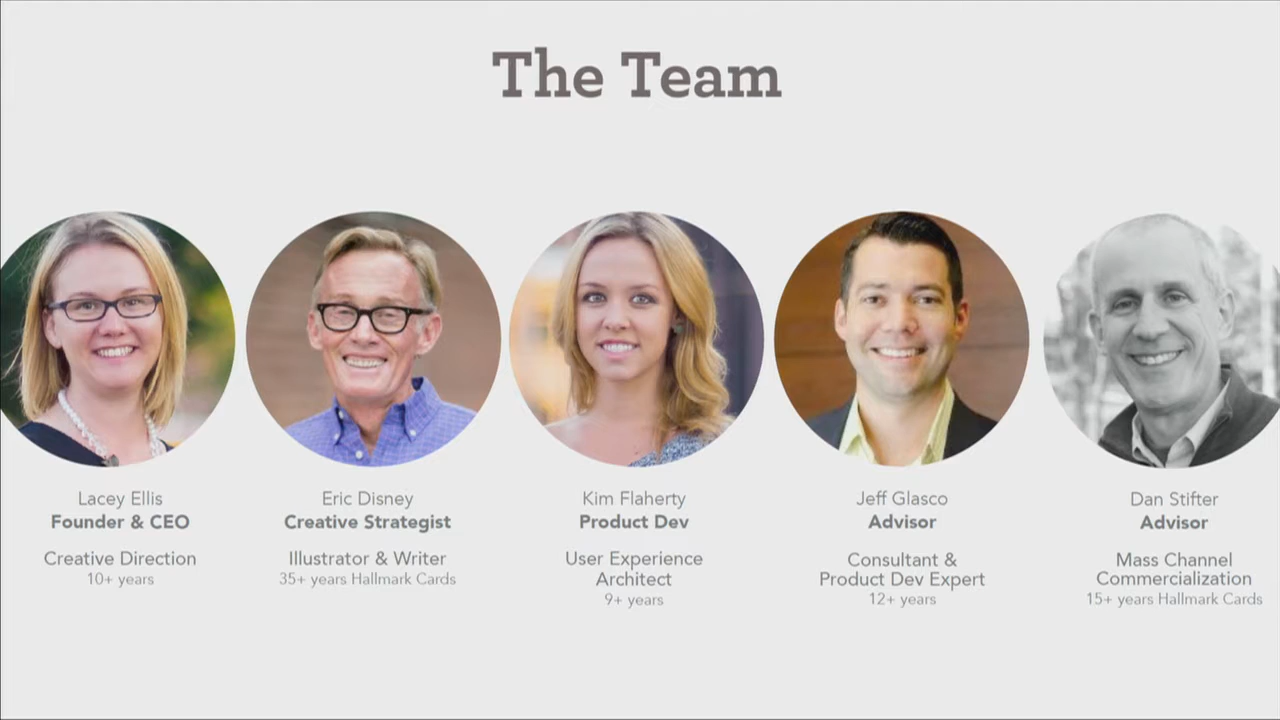 The Team
Lacey Ellis
Founder & CEO
Creative Direction
10+ years
Eric Disney
Creative Strategist
Illustrator & Writer
35+ years Hallmark Cards
Kim Flaherty
Product Dev
User Experience
Architect
9+ years
Jeff Glasco
Advisor
Consultant &
Product Dev Expert
12+ years
Dan Stifter
Advisor
Mass Channel
Commercialization
15+ years Hallmark Cards